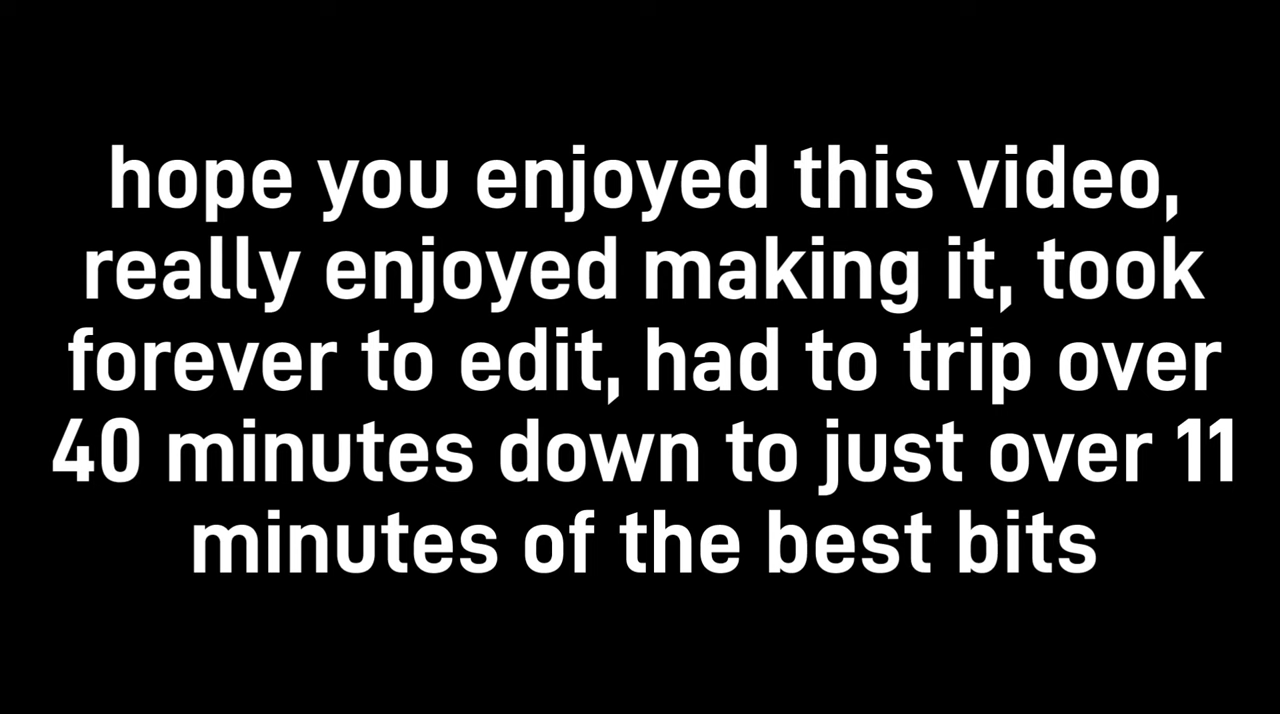 hope you enjoyed this video,
really enjoyed making it, took
forever to edit, had to trip over
40 minutes down to just over 11
minutes of the best bits